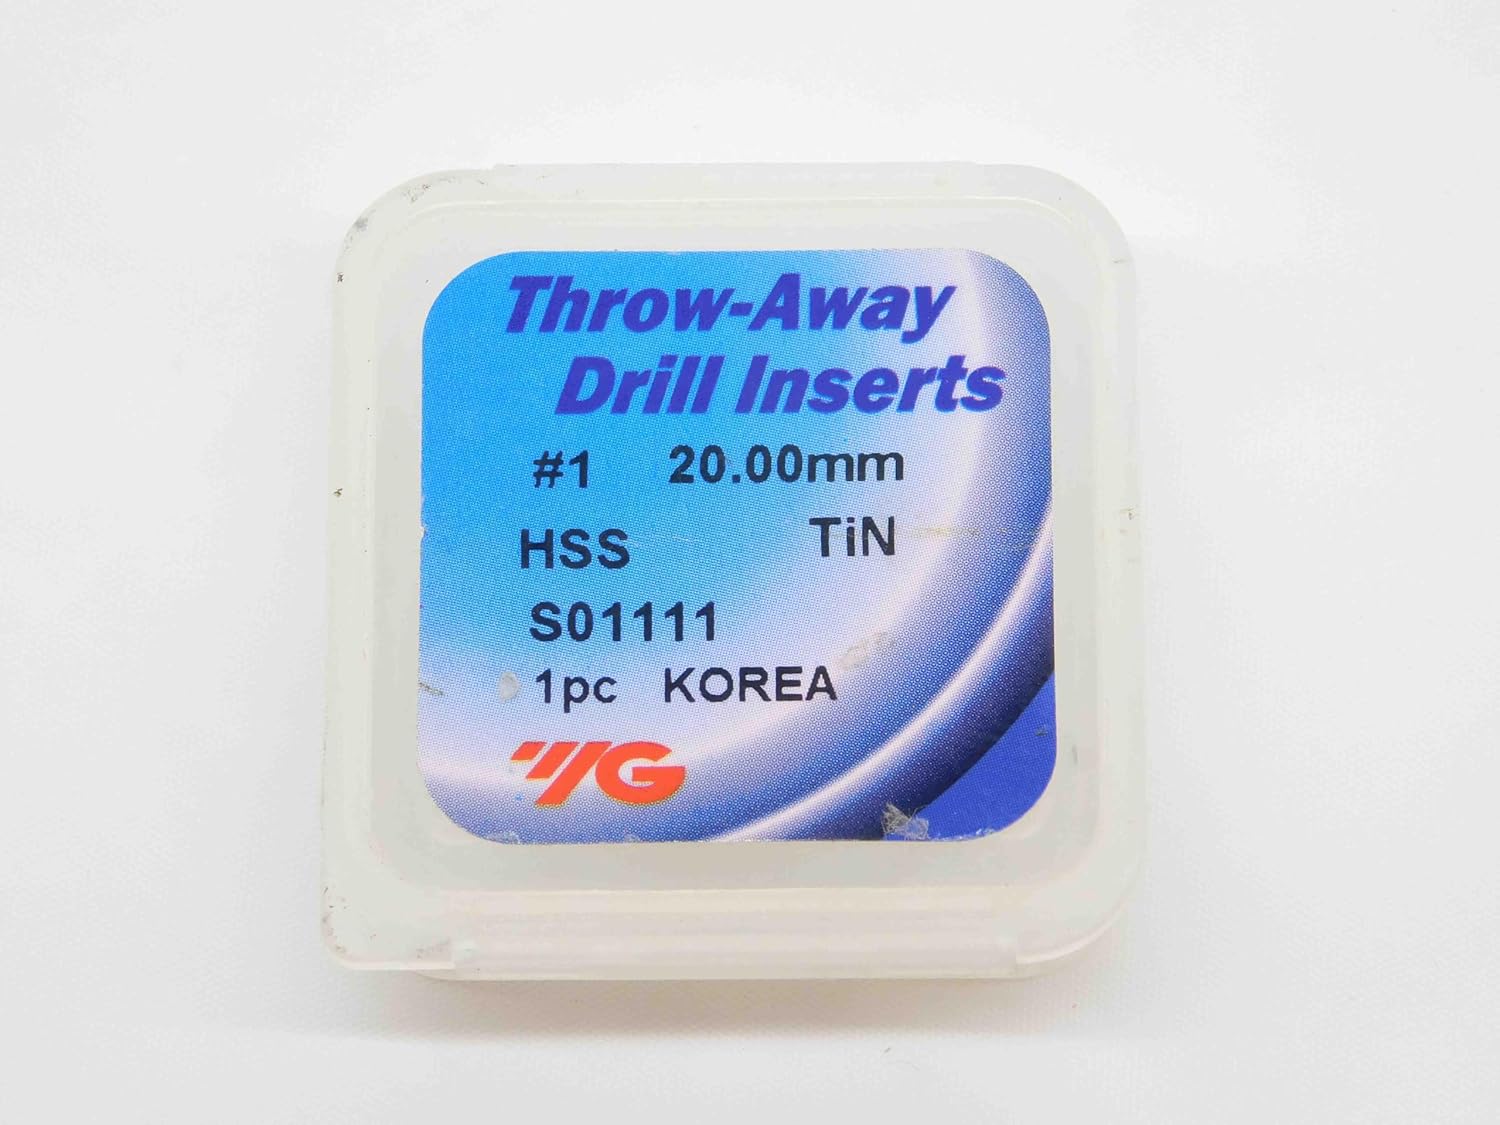 Throw-Away
Drill Inserts
#1 20.00mm
HSS TiN
S01111
1pc KOREA
YG